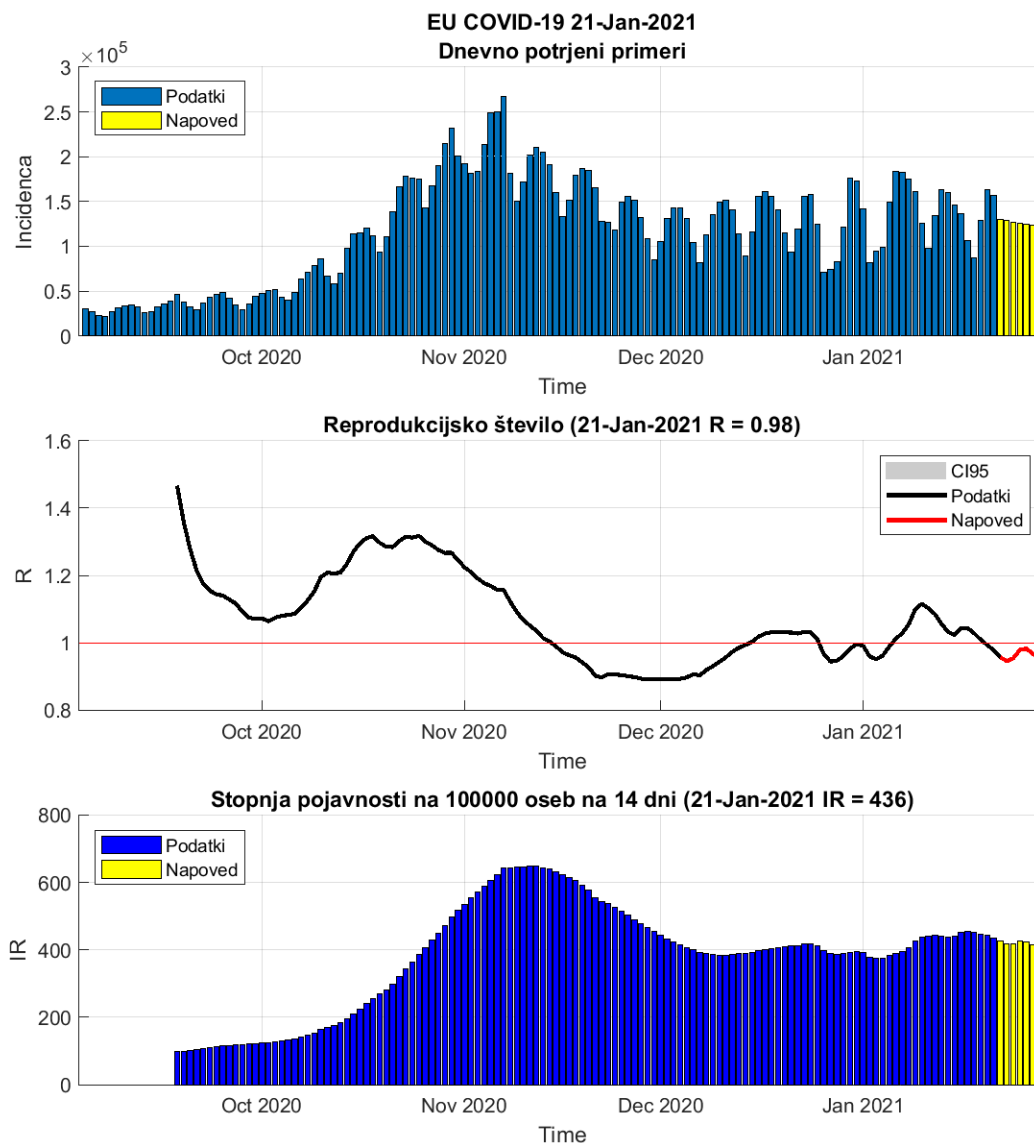 EU COVID-19 21-Jan-2021
Dnevno potrjeni primeri
×10^5
3
2.5
2
1.5
1
0.5
0
Incidenca
Podatki
Napoved
Oct 2020
Nov 2020
Dec 2020
Jan 2021
Time
Reprodukcijsko število (21-Jan-2021 R = 0.98)
1.6
1.4
1.2
1
0.8
R
CI95
Podatki
Napoved
Oct 2020
Nov 2020
Dec 2020
Jan 2021
Time
Stopnja pojavnosti na 100000 oseb na 14 dni (21-Jan-2021 IR = 436)
800
600
400
200
0
IR
Podatki
Napoved
Oct 2020
Nov 2020
Dec 2020
Jan 2021
Time